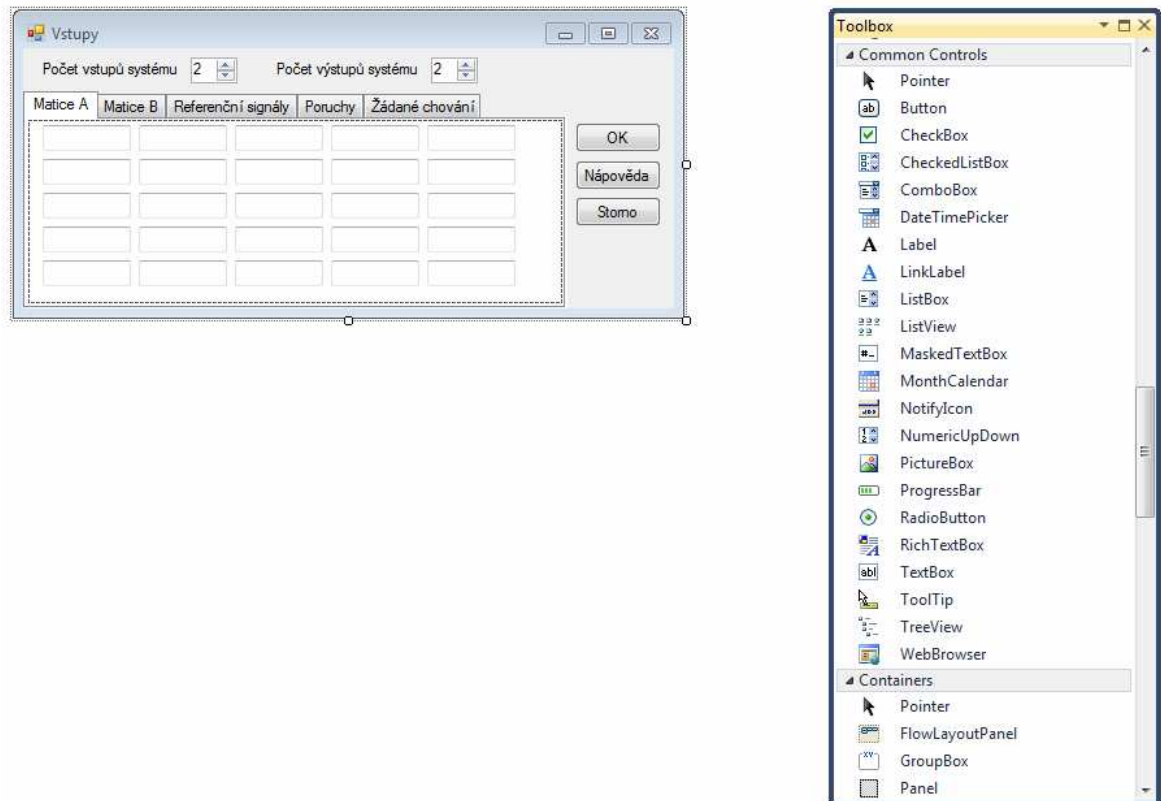 Vstupy
Počet vstupů systému 2 Počet výstupů systému 2
Matice A Matice B Referenční signály Poruchy Žádané chování
OK
Nápověda
Storno
Toolbox
Common Controls
Pointer
Button
CheckBox
CheckedListBox
ComboBox
DateTimePicker
Label
LinkLabel
ListBox
ListView
MaskedTextBox
MonthCalendar
NotifyIcon
NumericUpDown
PictureBox
ProgressBar
RadioButton
RichTextBox
TextBox
ToolTip
TreeView
WebBrowser
Containers
Pointer
FlowLayoutPanel
GroupBox
Panel